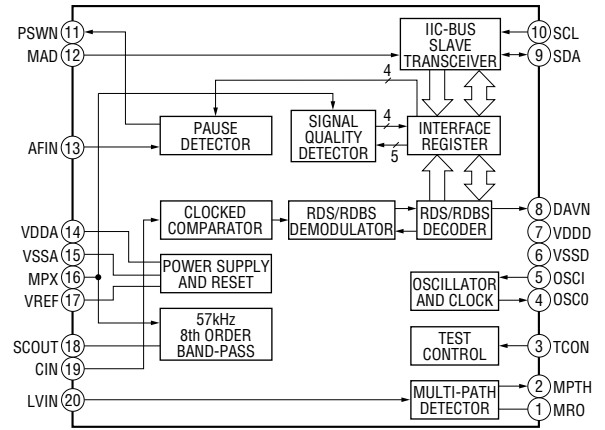 PSWN 11
MAD 12
IIC-BUS
SLAVE
TRANSCEIVER
10 SCL
9 SDA
4
PAUSE
DETECTOR
SIGNAL
QUALITY
DETECTOR
4
5
INTERFACE
REGISTER
AFIN 13
CLOCKED
COMPARATOR
RDS/RDBS
DEMODULATOR
RDS/RDBS
DECODER
8 DAVN
7 VDDD
6 VSSD
VDDA 14
VSSA 15
MPX 16
VREF 17
POWER SUPPLY
AND RESET
OSCILLATOR
AND CLOCK
5 OSCI
4 OSCO
57kHz
8th ORDER
BAND-PASS
SCOUT 18
CIN 19
TEST
CONTROL
3 TCON
LVIN 20
MULTI-PATH
DETECTOR
2 MPTH
1 MRO